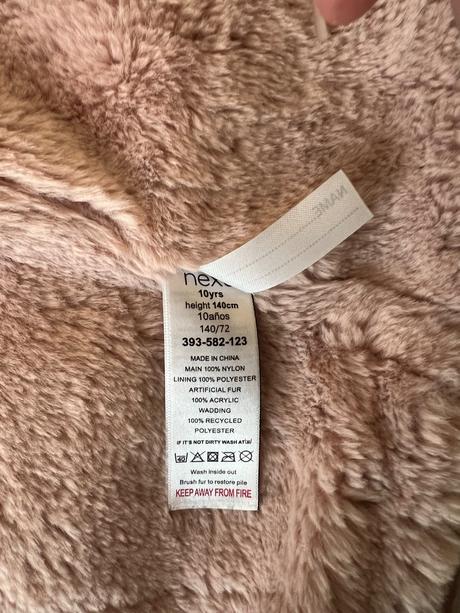 NAME
next
10yrs
height 140cm
10años
140/72
393-582-123
MADE IN CHINA
MAIN 100% NYLON
LINING 100% POLYESTER
ARTIFICIAL FUR
100% ACRYLIC
WADDING
100% RECYCLED
POLYESTER
IF IT'S NOT DIRTY WASH AT
40
Wash inside out
Brush fur to restore pile
KEEP AWAY FROM FIRE